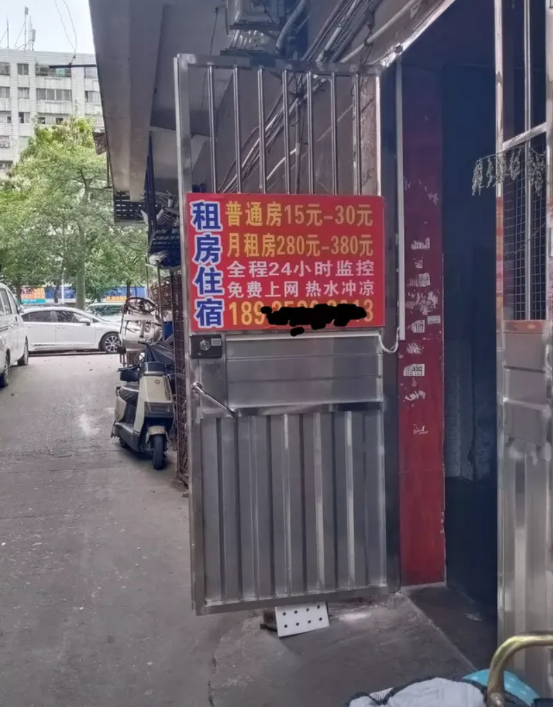 租房住宿
普通房15元-30元
月租房280元-380元
全程24小时监控
免费上网 热水冲凉